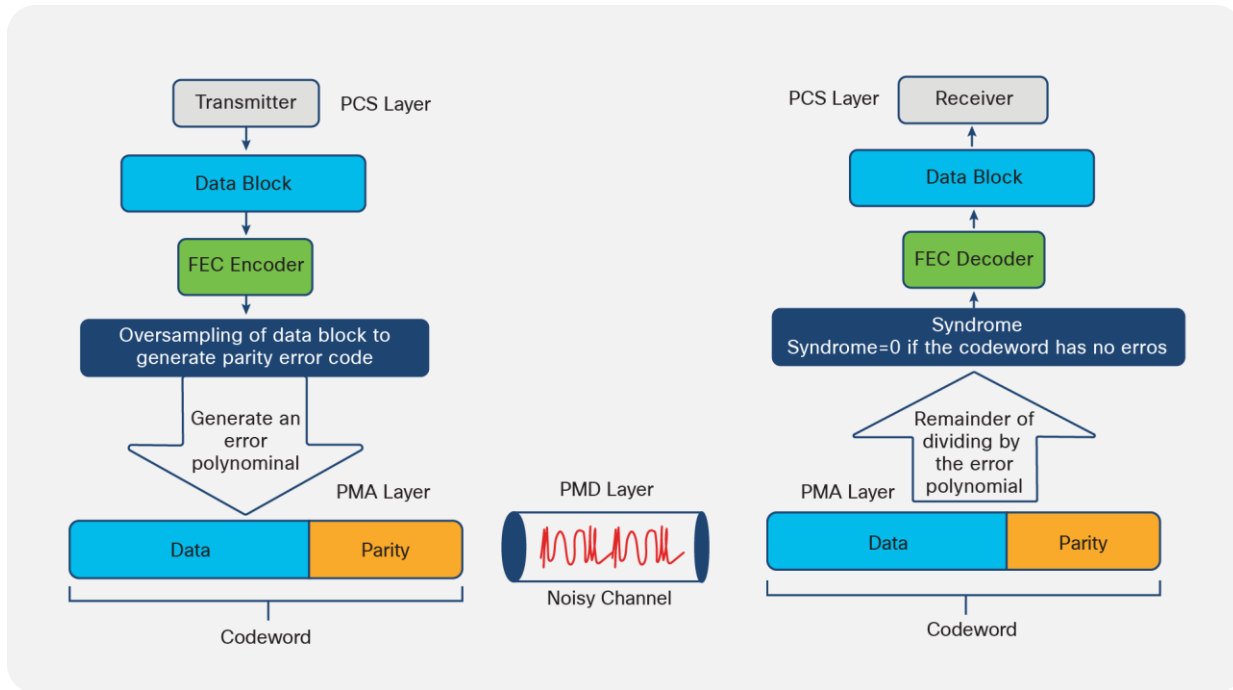 Transmitter
PCS Layer
Data Block
FEC Encoder
Oversampling of data block to
generate parity error code
Generate an
error
polynominal
PMA Layer
Data
Parity
Codeword
PMD Layer
Noisy Channel
PCS Layer
Receiver
Data Block
FEC Decoder
Syndrome
Syndrome=0 if the codeword has no erros
Remainder of
dividing by
the error
polynomial
PMA Layer
Data
Parity
Codeword